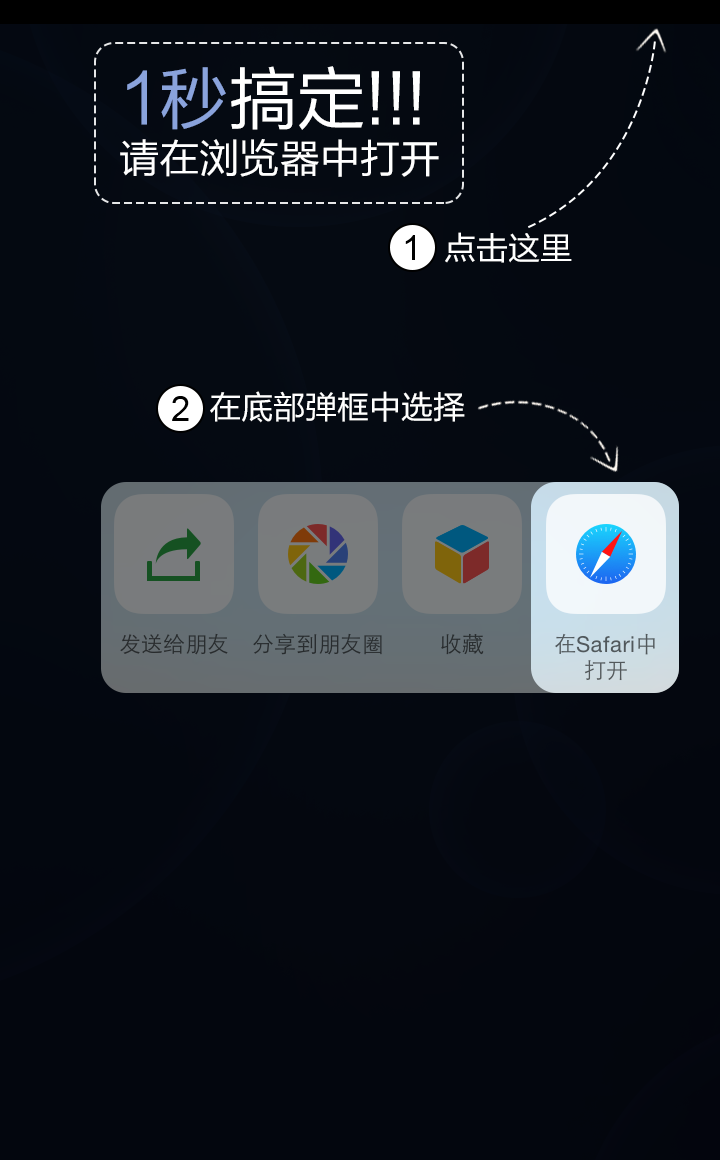 1秒搞定!!!
请在浏览器中打开
1 点击这里
2 在底部弹框中选择
发送给朋友
分享到朋友圈
收藏
在Safari中
打开